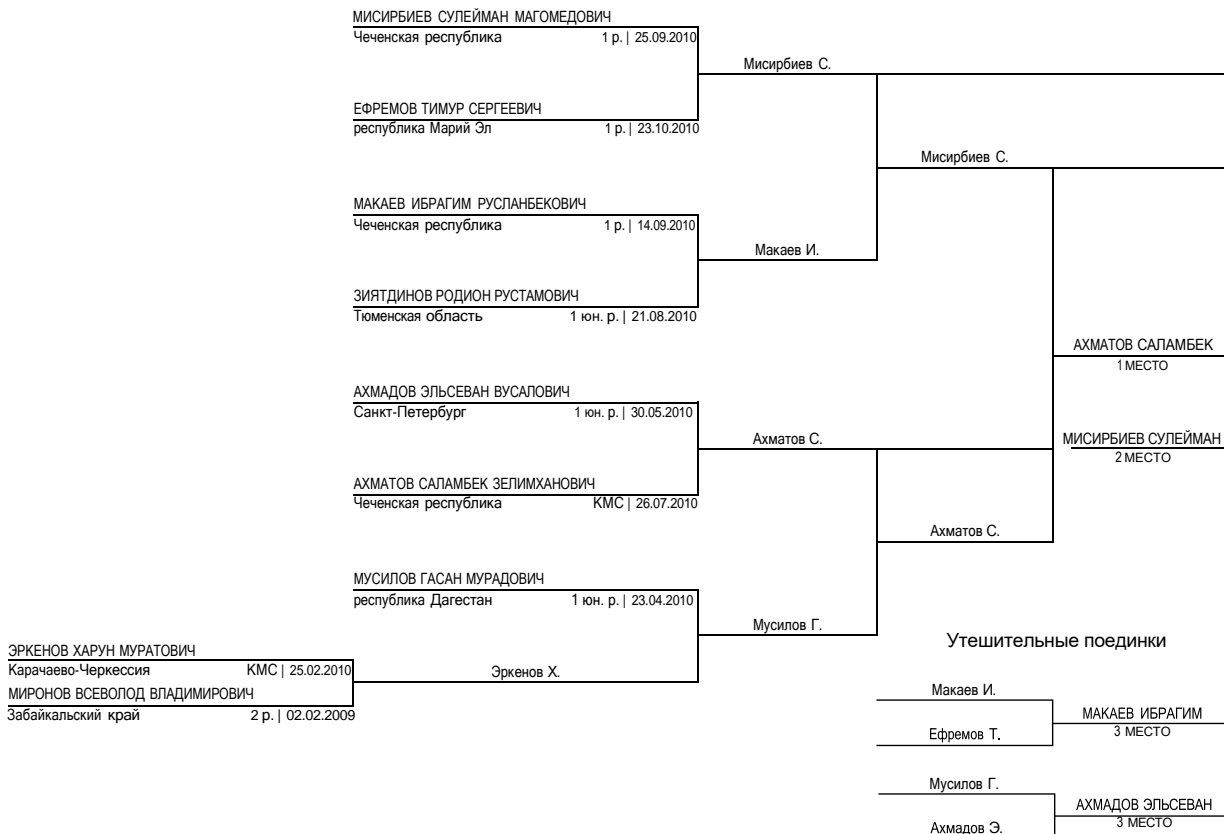 МИСИРБИЕВ СУЛЕЙМАН МАГОМЕДОВИЧ
Чеченская республика 1 р. | 25.09.2010
Мисирбиев С.
ЕФРЕМОВ ТИМУР СЕРГЕЕВИЧ
республика Марий Эл 1 р. | 23.10.2010
Мисирбиев С.
МАКАЕВ ИБРАГИМ РУСЛАНБЕКОВИЧ
Чеченская республика 1 р. | 14.09.2010
Макаев И.
ЗИЯТДИНОВ РОДИОН РУСТАМОВИЧ
Тюменская область 1 юн. р. | 21.08.2010
АХМАТОВ САЛАМБЕК
1 МЕСТО
АХМАДОВ ЭЛЬСЕВАН ВУСАЛОВИЧ
Санкт-Петербург 1 юн. р. | 30.05.2010
Ахматов С.
МИСИРБИЕВ СУЛЕЙМАН
2 МЕСТО
АХМАТОВ САЛАМБЕК ЗЕЛИМХАНОВИЧ
Чеченская республика КМС | 26.07.2010
Ахматов С.
МУСИЛОВ ГАСАН МУРАДОВИЧ
республика Дагестан 1 юн. р. | 23.04.2010
Мусилов Г.
ЭРКЕНОВ ХАРУН МУРАТОВИЧ
Карачаево-Черкессия КМС | 25.02.2010
Эркенов Х.
МИРОНОВ ВСЕВОЛОД ВЛАДИМИРОВИЧ
Забайкальский край 2 р. | 02.02.2009
Утешительные поединки
Макаев И.
МАКАЕВ ИБРАГИМ
3 МЕСТО
Ефремов Т.
Мусилов Г.
АХМАДОВ ЭЛЬСЕВАН
3 МЕСТО
Ахмадов Э.